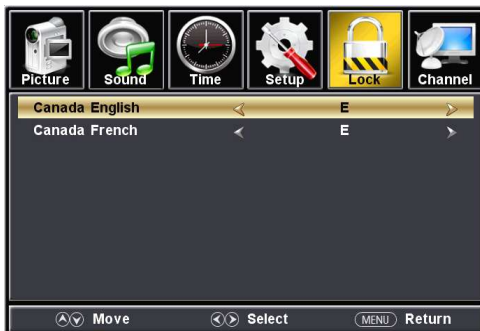 Picture Sound Time Setup Lock Channel
Canada English E
Canada French E
Move Select MENU Return